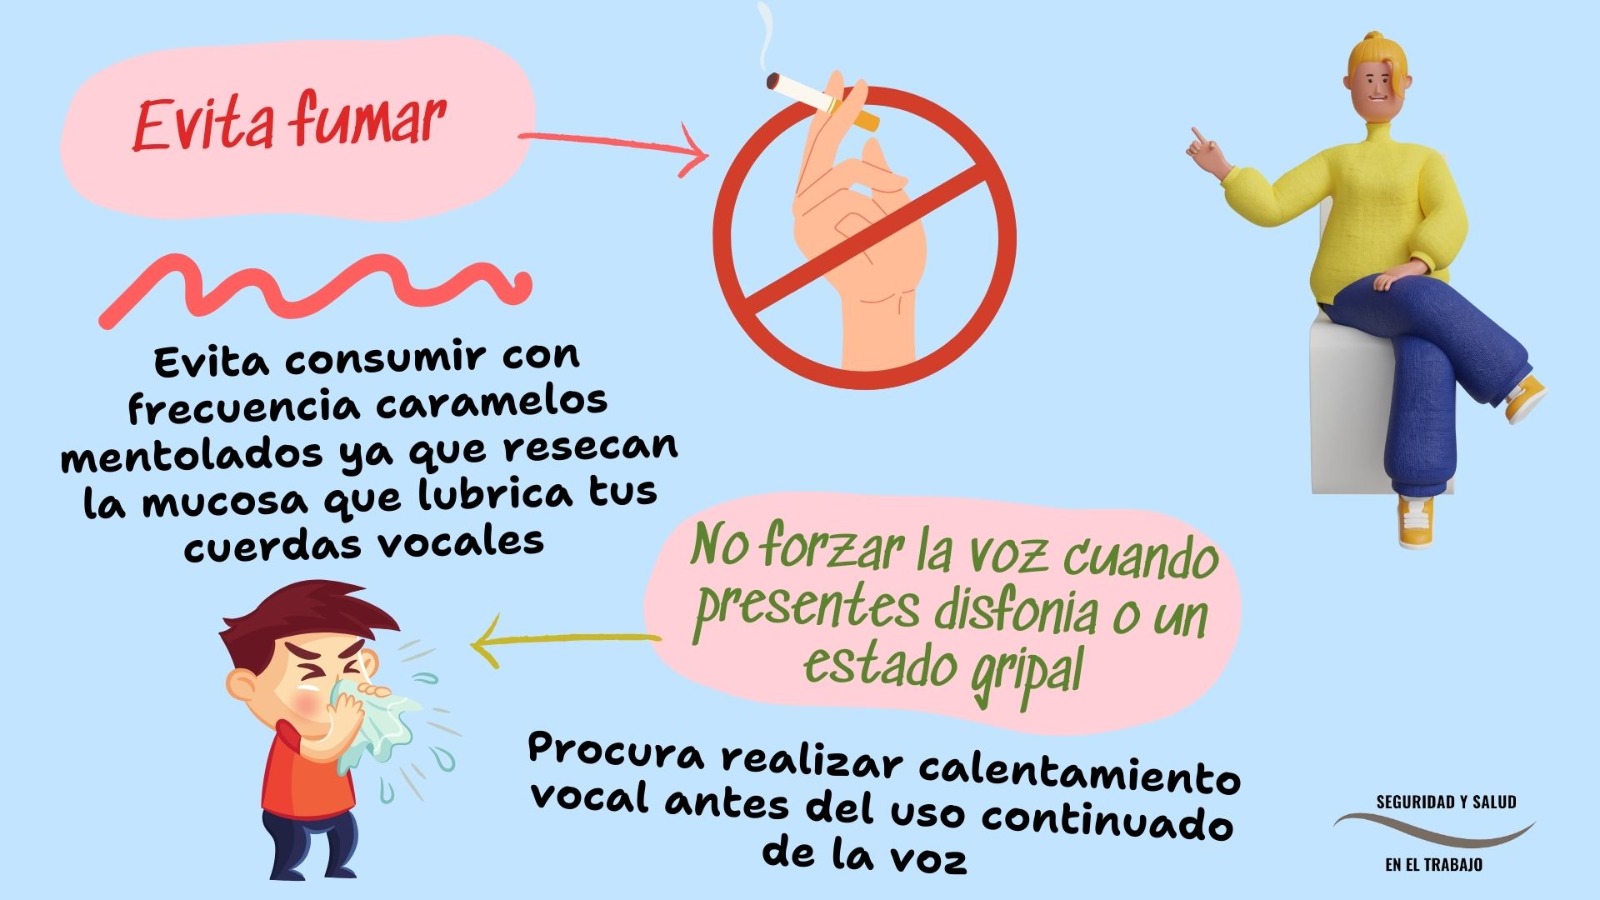 Evita fumar
Evita consumir con
frecuencia caramelos
mentolados ya que resecan
la mucosa que lubrica tus
cuerdas vocales
No forzar la voz cuando
presentes disfonia o un
estado gripal
Procura realizar calentamiento
vocal antes del uso continuado
de la voz
SEGURIDAD Y SALUD
EN EL TRABAJO